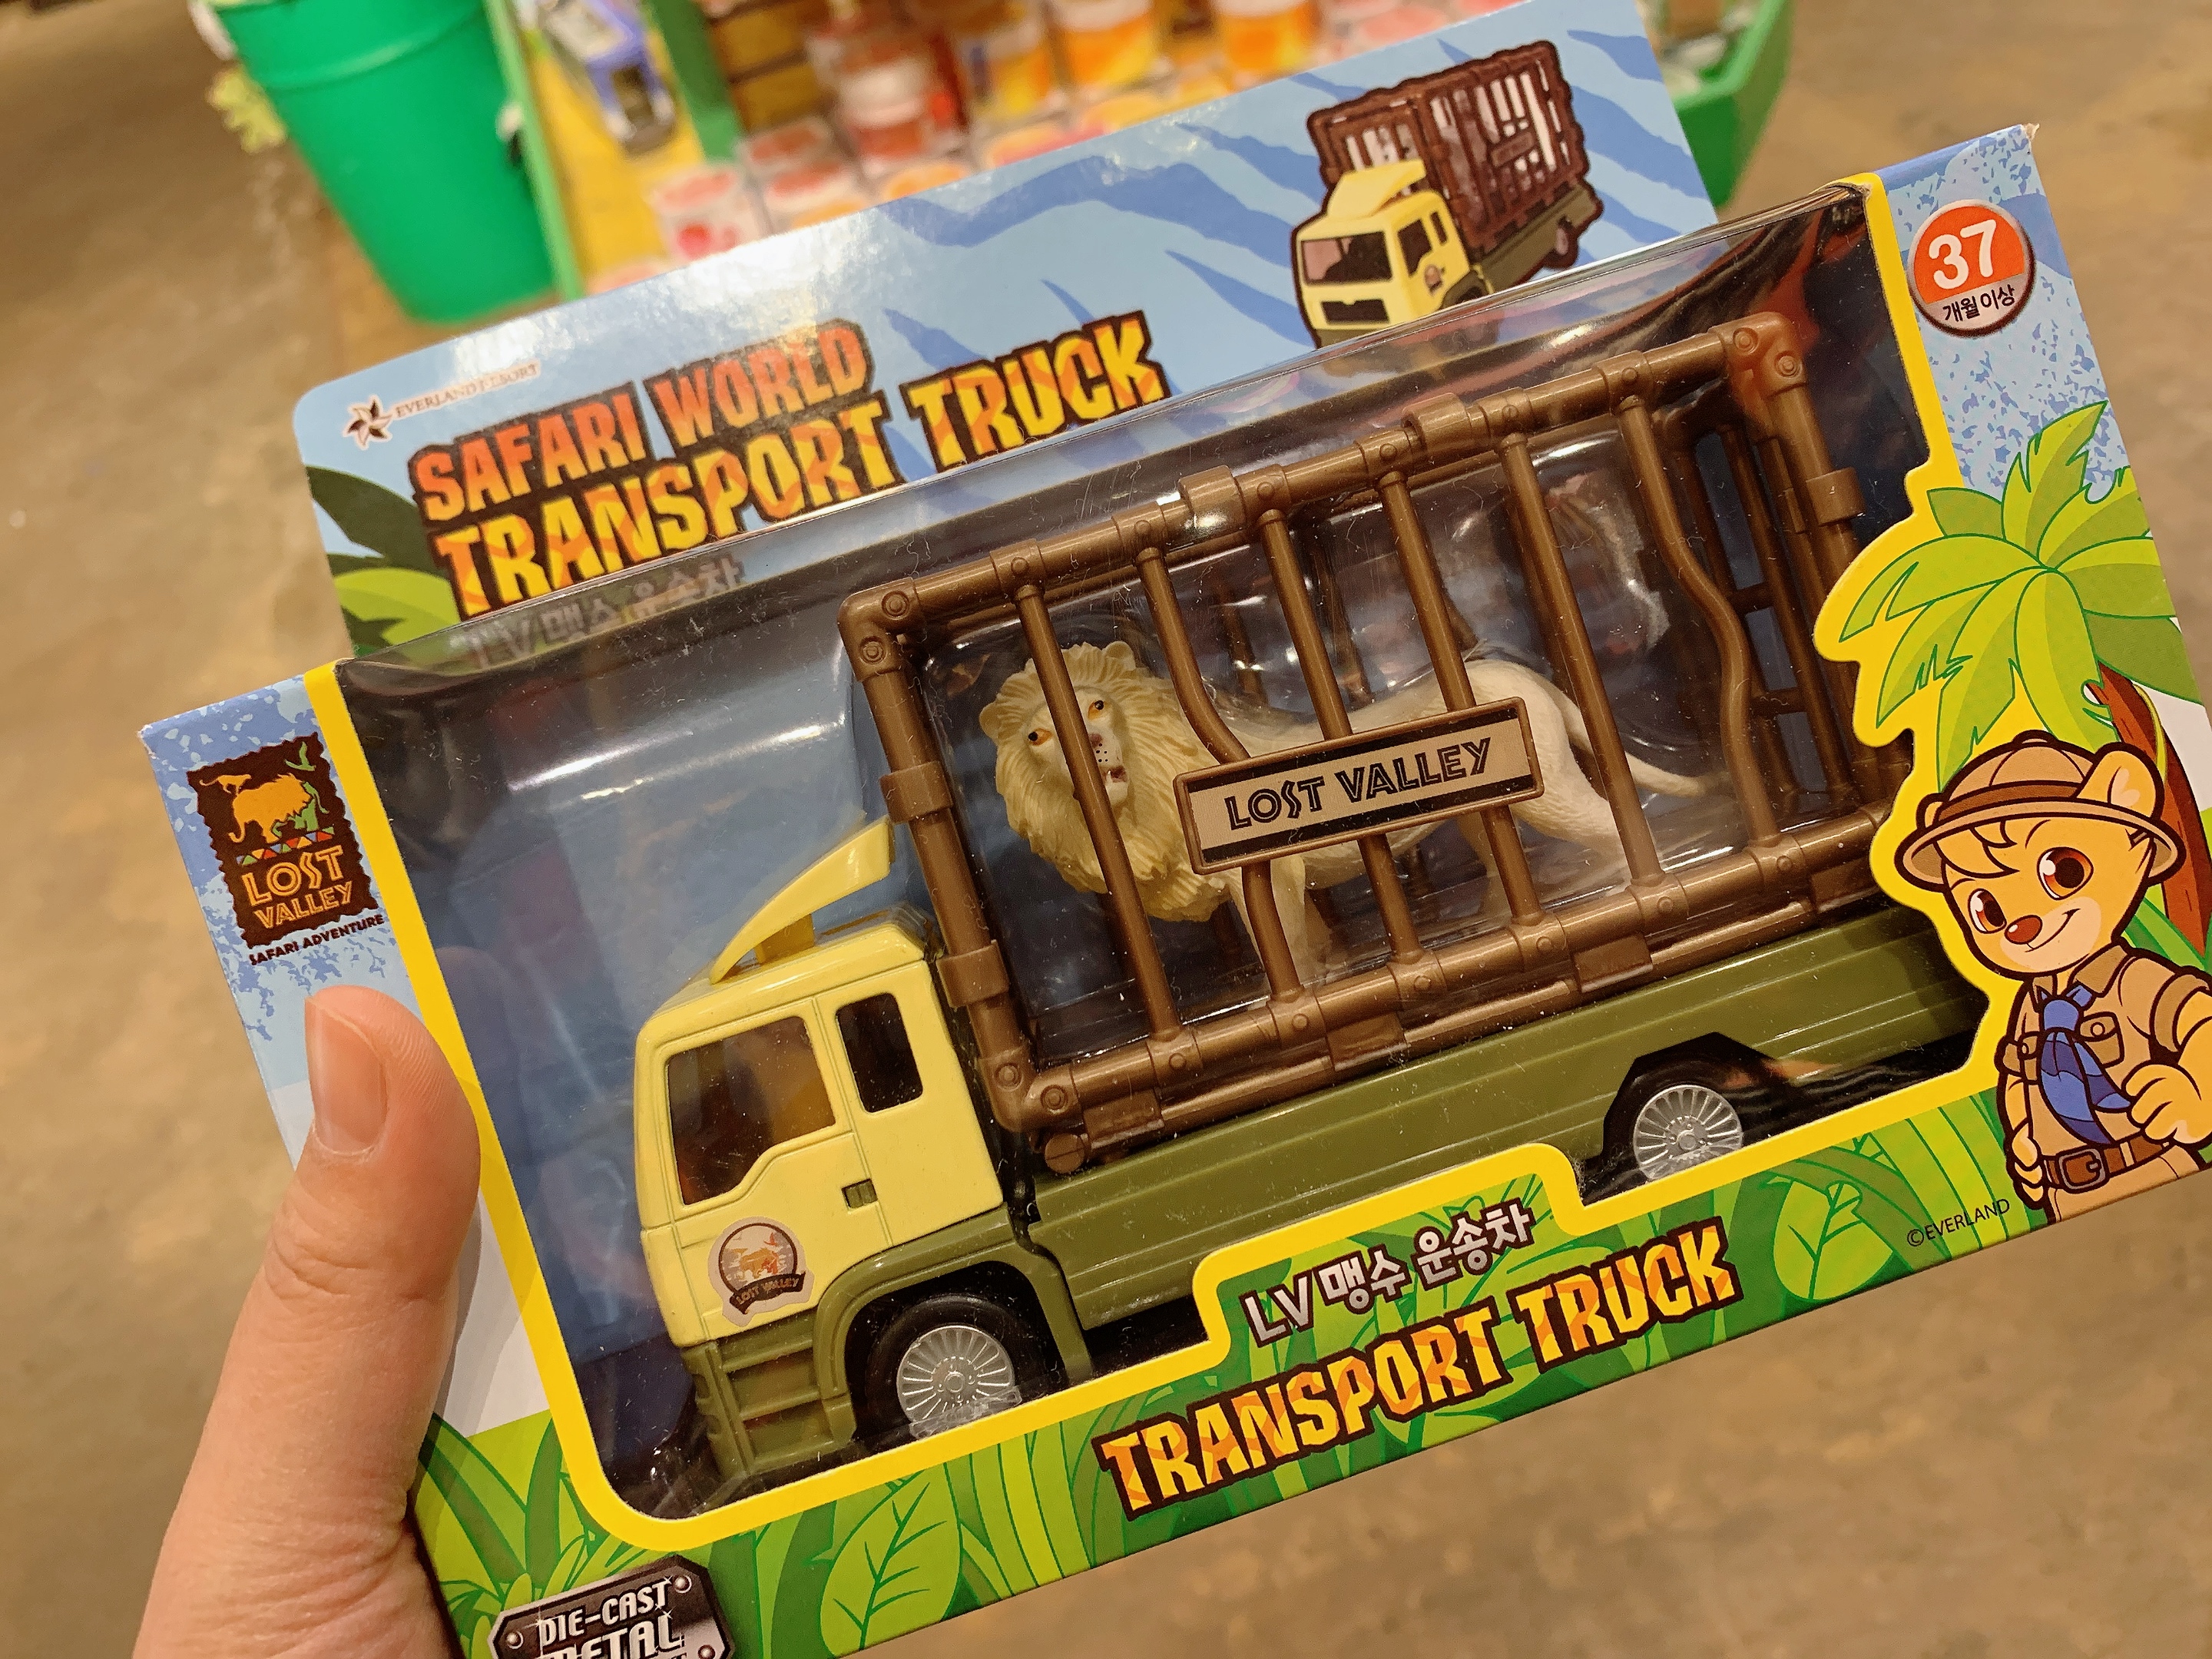 EVERLAND RESORT
SAFARI WORLD
TRANSPORT TRUCK
LV 맹수 운송차
37
개월 이상
LOST
VALLEY
SAFARI ADVENTURE
LOST VALLEY
LOST VALLEY
LV 맹수 운송차
TRANSPORT TRUCK
©EVERLAND
DIE-CAST
METAL